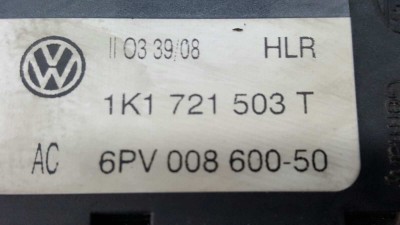 II 03 39/08 HLR
1K1 721 503 T
AC 6PV 008 600-50